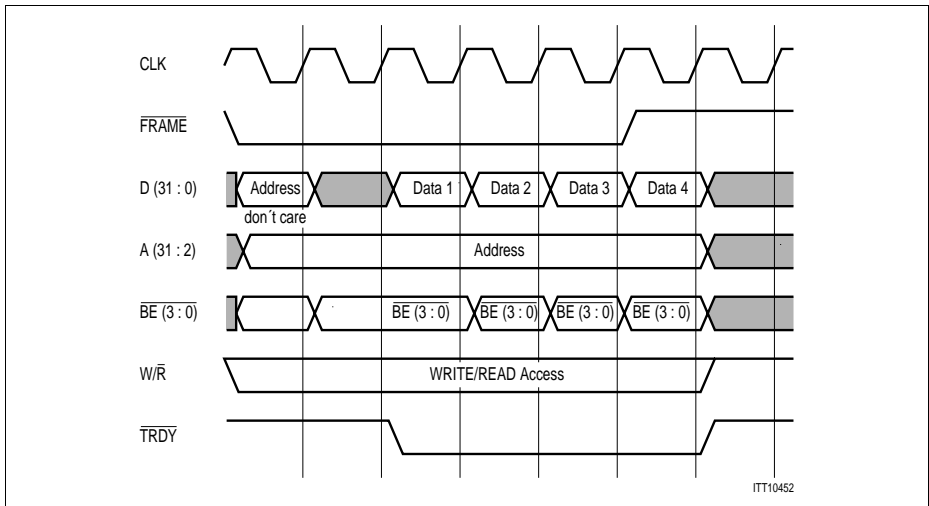 CLK
FRAME
D (31 : 0) Address Data 1 Data 2 Data 3 Data 4
don´t care
A (31 : 2) Address
BE (3 : 0) BE (3 : 0) BE (3 : 0) BE (3 : 0) BE (3 : 0)
W/R WRITE/READ Access
TRDY
ITT10452